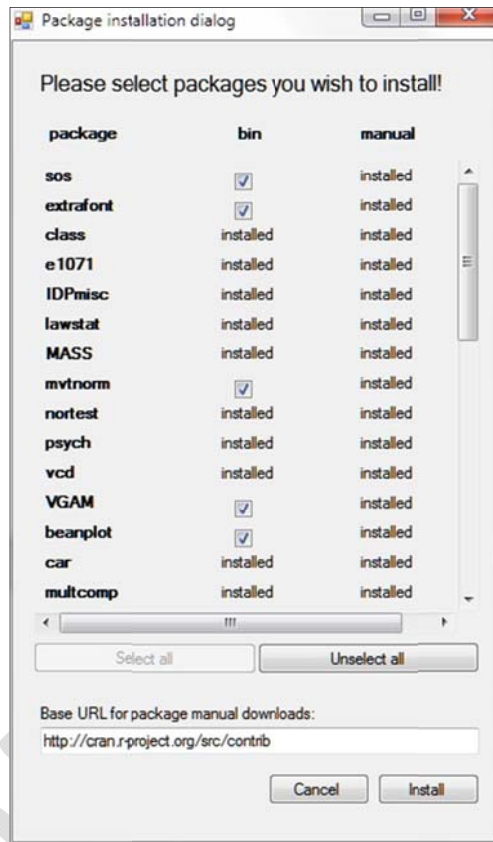 Package installation dialog
Please select packages you wish to install!
package bin manual
sos installed
extrafont installed
class installed installed
e1071 installed installed
IDPmisc installed installed
lawstat installed installed
MASS installed installed
mvtnorm installed
nortest installed installed
psych installed installed
vcd installed installed
VGAM installed
beanplot installed
car installed installed
multcomp installed installed
Select all Unselect all
Base URL for package manual downloads:
http://cran.r-project.org/src/contrib
Cancel Install